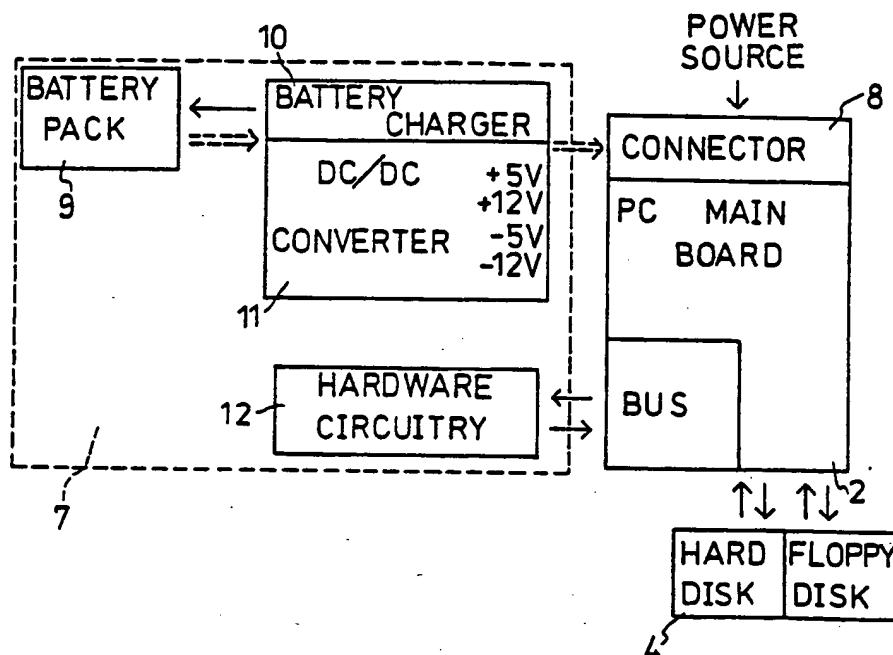 10
POWER
SOURCE
8
BATTERY
PACK
9
BATTERY
CHARGER
CONNECTOR
DC/DC
CONVERTER
+5V
+12V
-5V
-12V
11
PC MAIN
BOARD
12
HARDWARE
CIRCUITRY
BUS
7
2
HARD
DISK
FLOPPY
DISK
4